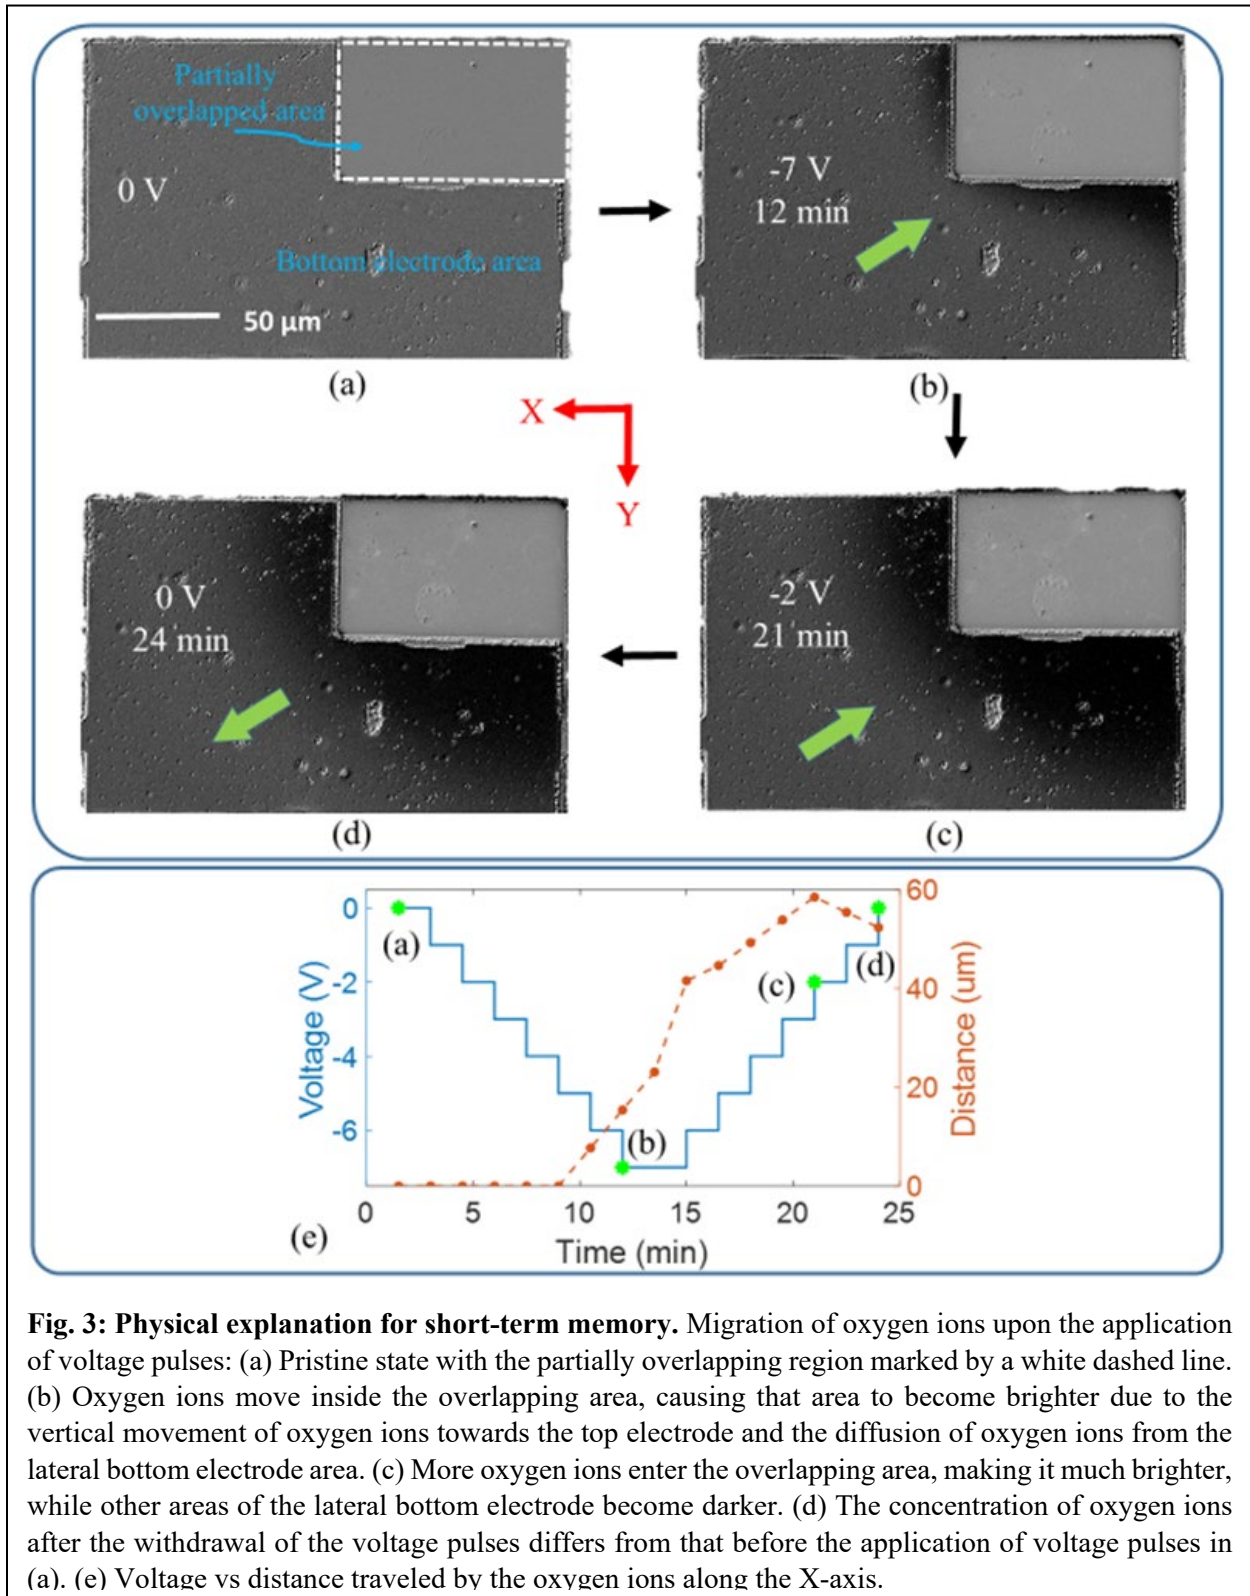 Partially
overlapped area
0 V
Bottom electrode area
50 µm
(a)
-7 V
12 min
(b)
X
Y
0 V
24 min
(d)
-2 V
21 min
(c)
0
-2
-4
-6
Voltage (V)
(a)
(b)
(c)
(d)
60
40
20
0
Distance (um)
0 5 10 15 20 25
Time (min)
(e)
Fig. 3: Physical explanation for short-term memory. Migration of oxygen ions upon the application
of voltage pulses: (a) Pristine state with the partially overlapping region marked by a white dashed line.
(b) Oxygen ions move inside the overlapping area, causing that area to become brighter due to the
vertical movement of oxygen ions towards the top electrode and the diffusion of oxygen ions from the
lateral bottom electrode area. (c) More oxygen ions enter the overlapping area, making it much brighter,
while other areas of the lateral bottom electrode become darker. (d) The concentration of oxygen ions
after the withdrawal of the voltage pulses differs from that before the application of voltage pulses in
(a). (e) Voltage vs distance traveled by the oxygen ions along the X-axis.